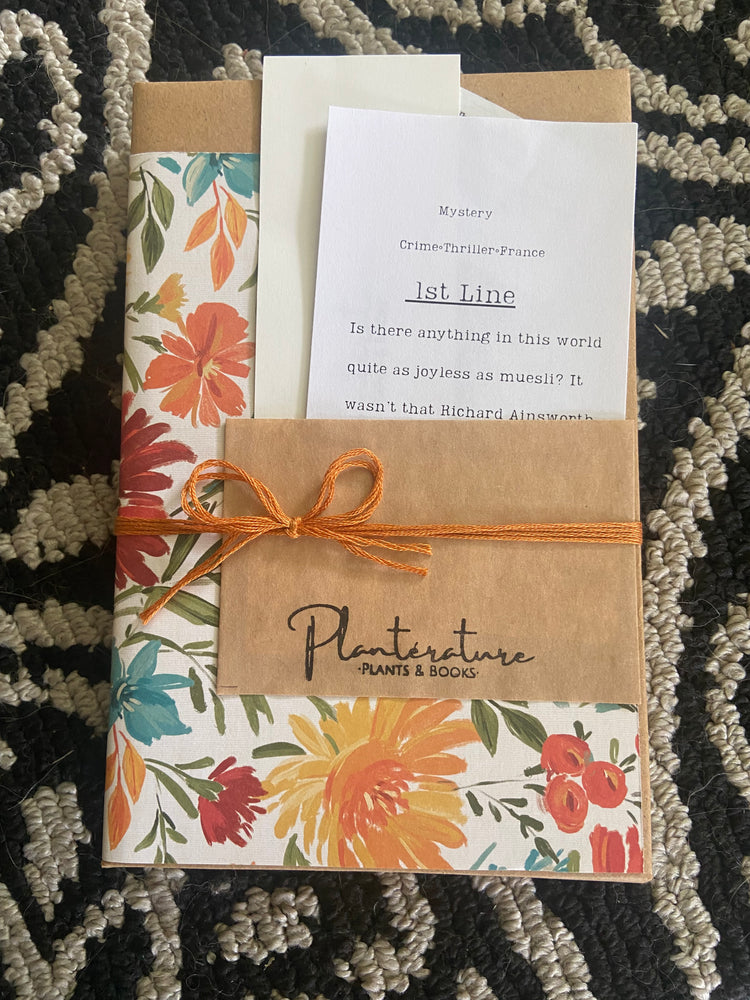 Mystery
Crime•Thriller•France
1st Line
Is there anything in this world
quite as joyless as muesli? It
wasn't that Richard Ainsworth
Plantérature
·PLANTS & BOOKS·